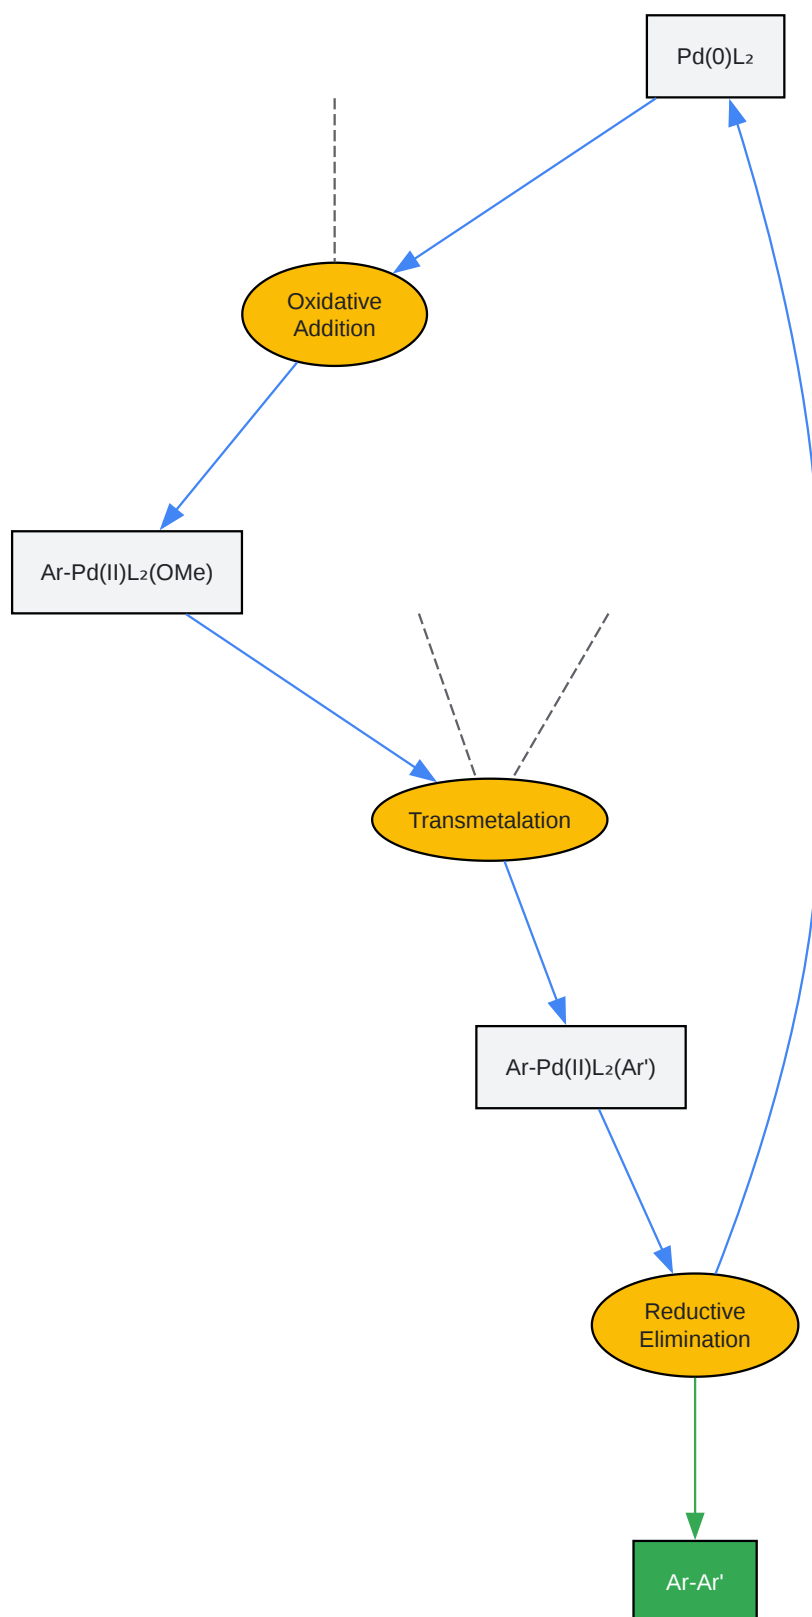 Pd(0)L₂
Oxidative
Addition
Ar-Pd(II)L₂(OMe)
Transmetalation
Ar-Pd(II)L₂(Ar')
Reductive
Elimination
Ar-Ar'